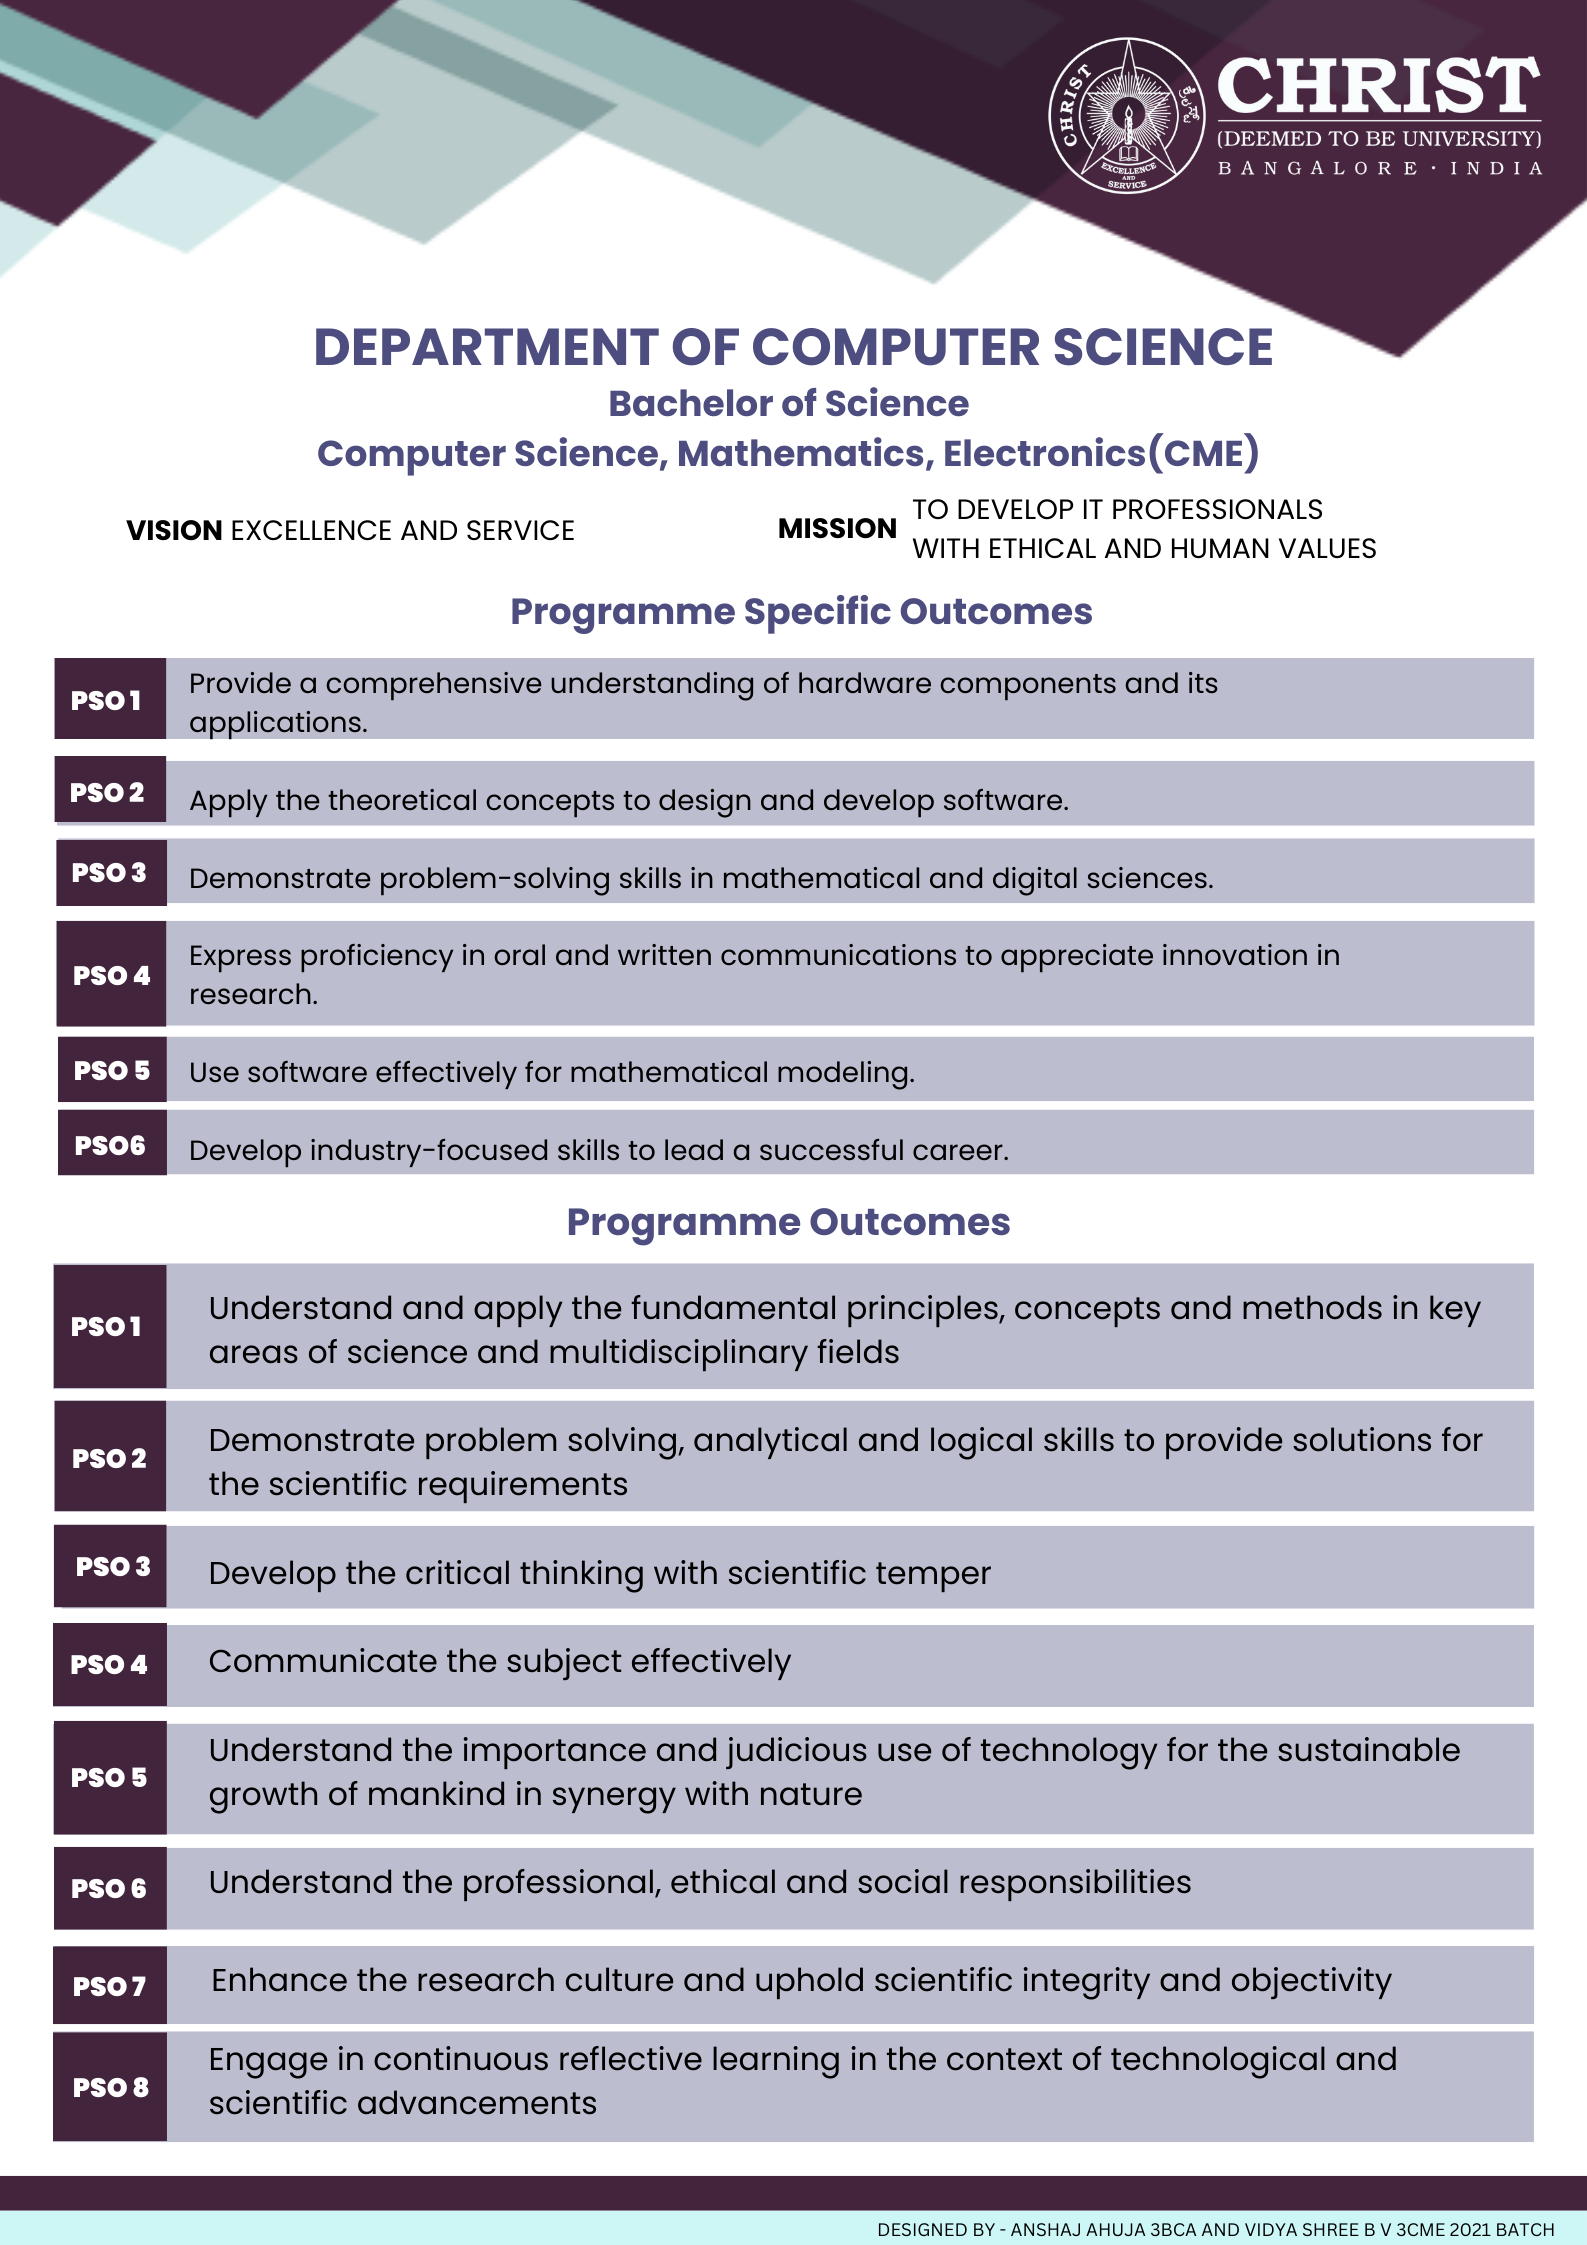 CHRIST
EXCELLENCE
AND
SERVICE
CHRIST
(DEEMED TO BE UNIVERSITY)
BANGALORE · INDIA
DEPARTMENT OF COMPUTER SCIENCE
Bachelor of Science
Computer Science, Mathematics, Electronics(CME)
VISION EXCELLENCE AND SERVICE
MISSION TO DEVELOP IT PROFESSIONALS
WITH ETHICAL AND HUMAN VALUES
Programme Specific Outcomes
PSO 1 Provide a comprehensive understanding of hardware components and its
applications.
PSO 2 Apply the theoretical concepts to design and develop software.
PSO 3 Demonstrate problem-solving skills in mathematical and digital sciences.
PSO 4 Express proficiency in oral and written communications to appreciate innovation in
research.
PSO 5 Use software effectively for mathematical modeling.
PSO6 Develop industry-focused skills to lead a successful career.
Programme Outcomes
PSO 1 Understand and apply the fundamental principles, concepts and methods in key
areas of science and multidisciplinary fields
PSO 2 Demonstrate problem solving, analytical and logical skills to provide solutions for
the scientific requirements
PSO 3 Develop the critical thinking with scientific temper
PSO 4 Communicate the subject effectively
PSO 5 Understand the importance and judicious use of technology for the sustainable
growth of mankind in synergy with nature
PSO 6 Understand the professional, ethical and social responsibilities
PSO 7 Enhance the research culture and uphold scientific integrity and objectivity
PSO 8 Engage in continuous reflective learning in the context of technological and
scientific advancements
DESIGNED BY - ANSHAJ AHUJA 3BCA AND VIDYA SHREE B V 3CME 2021 BATCH